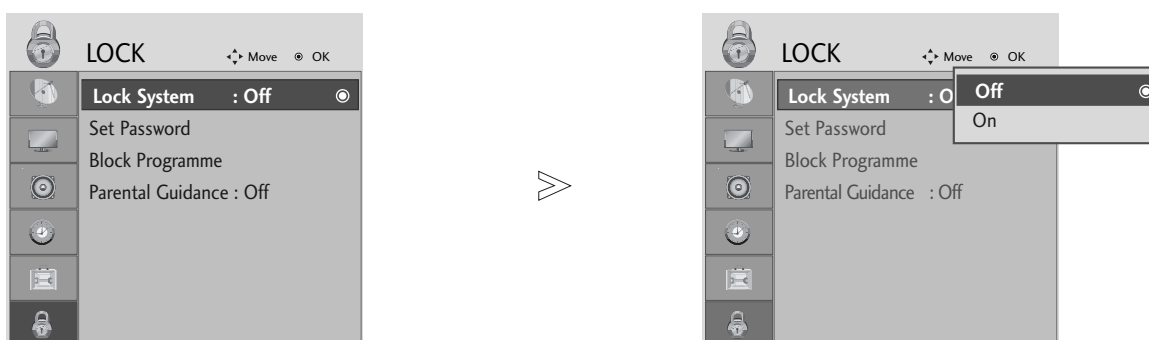 LOCK
Move OK
Lock System : Off
Set Password
Block Programme
Parental Guidance : Off
LOCK
Move OK
Lock System : O
Off
On
Set Password
Block Programme
Parental Guidance : Off